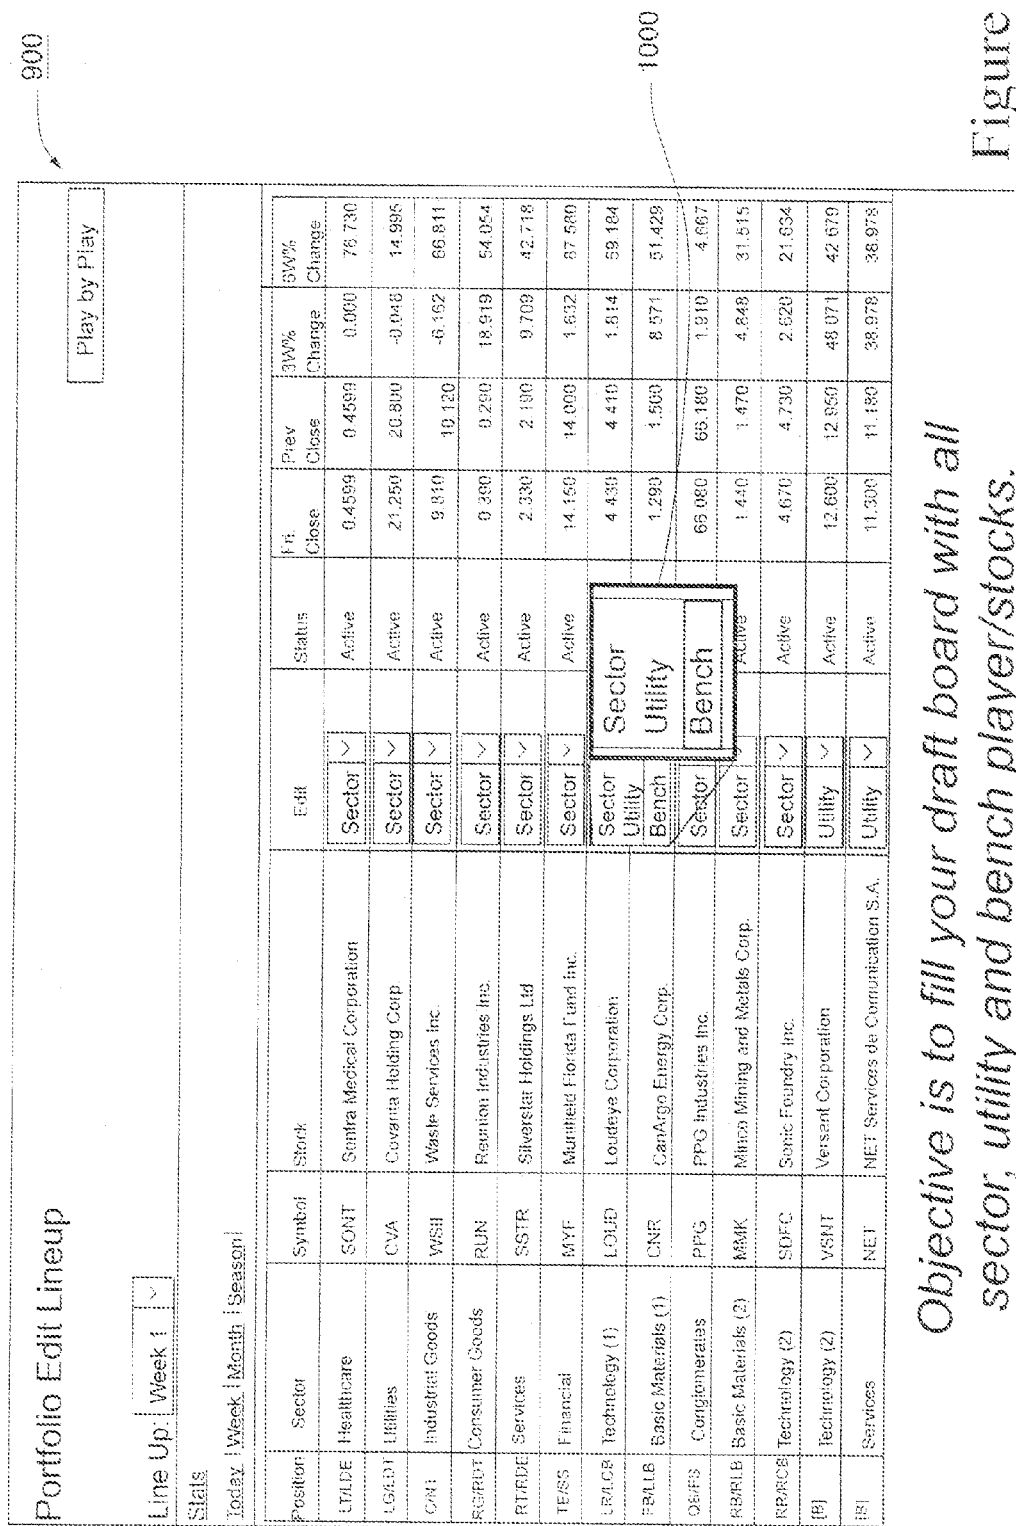 900
Portfolio Edit Lineup
Play by Play
Line Up: Week 1
Stats
Today | Week | Month | Season
Position Sector Symbol Stock Edit Status Fri. Close Prev Close 3W% Change 6W% Change
LT/DE Healthcare SONT Sontra Medical Corporation Sector Active 0.4599 0.4599 0.000 76.730
LG/LDT Utilities CVA Covanta Holding Corp Sector Active 21.250 20.800 -0.046 14.995
C/NT Industrial Goods WSII Waste Services Inc. Sector Active 9.810 10.120 -6.162 66.811
RG/RDT Consumer Goods RUN Reunion Industries Inc. Sector Active 0.390 0.290 18.919 54.054
RT/RDE Services SSTR Silverstar Holdings Ltd Sector Active 2.330 2.190 9.709 42.718
TE/SS Financial MYF Muniyield Florida Fund Inc. Sector Active 14.150 14.000 1.632 67.580
LR/LCB Technology (1) LOUD Loudeye Corporation Sector Utility 4.430 4.410 1.814 59.184
FB/LLB Basic Materials (1) CNR CanArgo Energy Corp. Bench 1.290 1.500 8.571 51.429
QB/FS Conglomerates PPG PPG Industries Inc. Sector 66.080 66.180 1.910 4.667
RB/RLB Basic Materials (2) MMK Minco Mining and Metals Corp. Sector Active 1.440 1.470 4.848 31.515
RR/RCB Technology (2) SOFC Sonic Foundry Inc. Sector Active 4.670 4.730 2.620 21.634
[B] Technology (2) VSNT Versant Corporation Utility Active 12.600 12.950 48.071 42.679
[B] Services NET NET Services de Comunication S.A. Utility Active 11.300 11.180 38.978 38.978
Sector
Utility
Bench
1000
Objective is to fill your draft board with all
sector, utility and bench player/stocks.
Figure